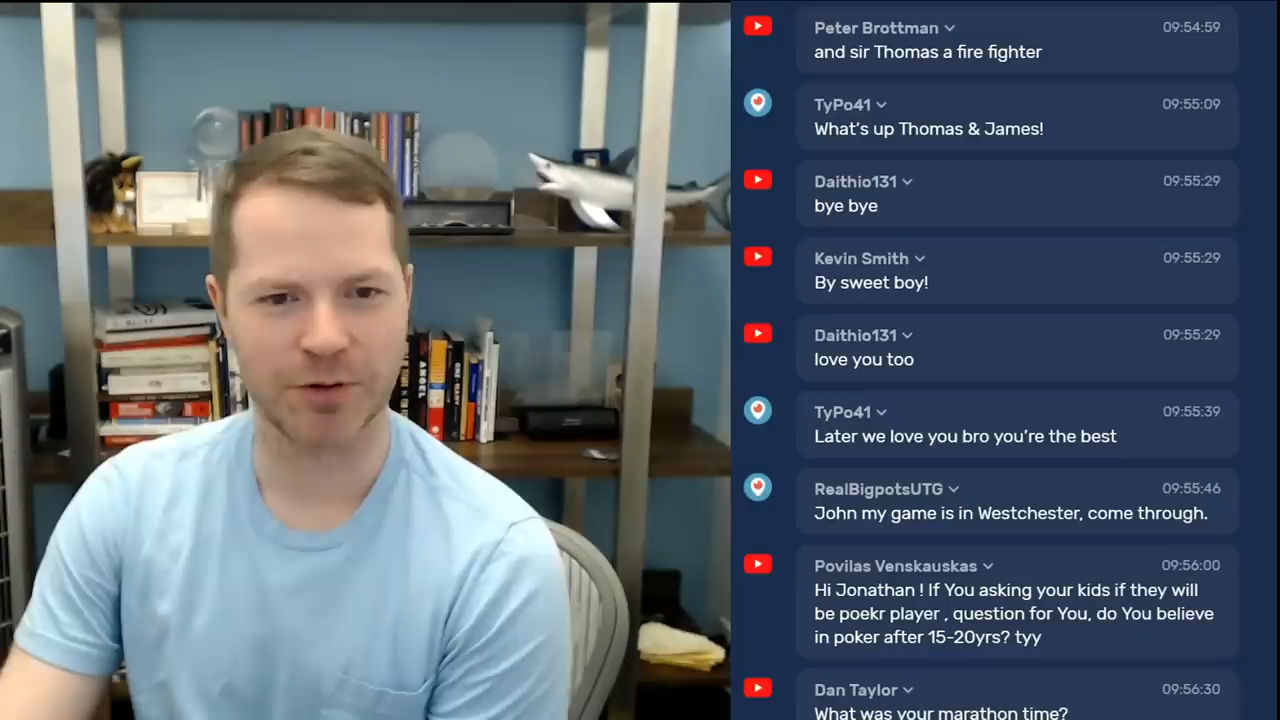 Peter Brottman 09:54:59
and sir Thomas a fire fighter
TyPo41 09:55:09
What's up Thomas & James!
Daithio131 09:55:29
bye bye
Kevin Smith 09:55:29
By sweet boy!
Daithio131 09:55:29
love you too
TyPo41 09:55:39
Later we love you bro you're the best
RealBigpotsUTG 09:55:46
John my game is in Westchester, come through.
Povilas Venskauskas 09:56:00
Hi Jonathan ! If You asking your kids if they will
be poekr player , question for You, do You believe
in poker after 15-20yrs? tyy
Dan Taylor 09:56:30
What was your marathon time?
ANGEL